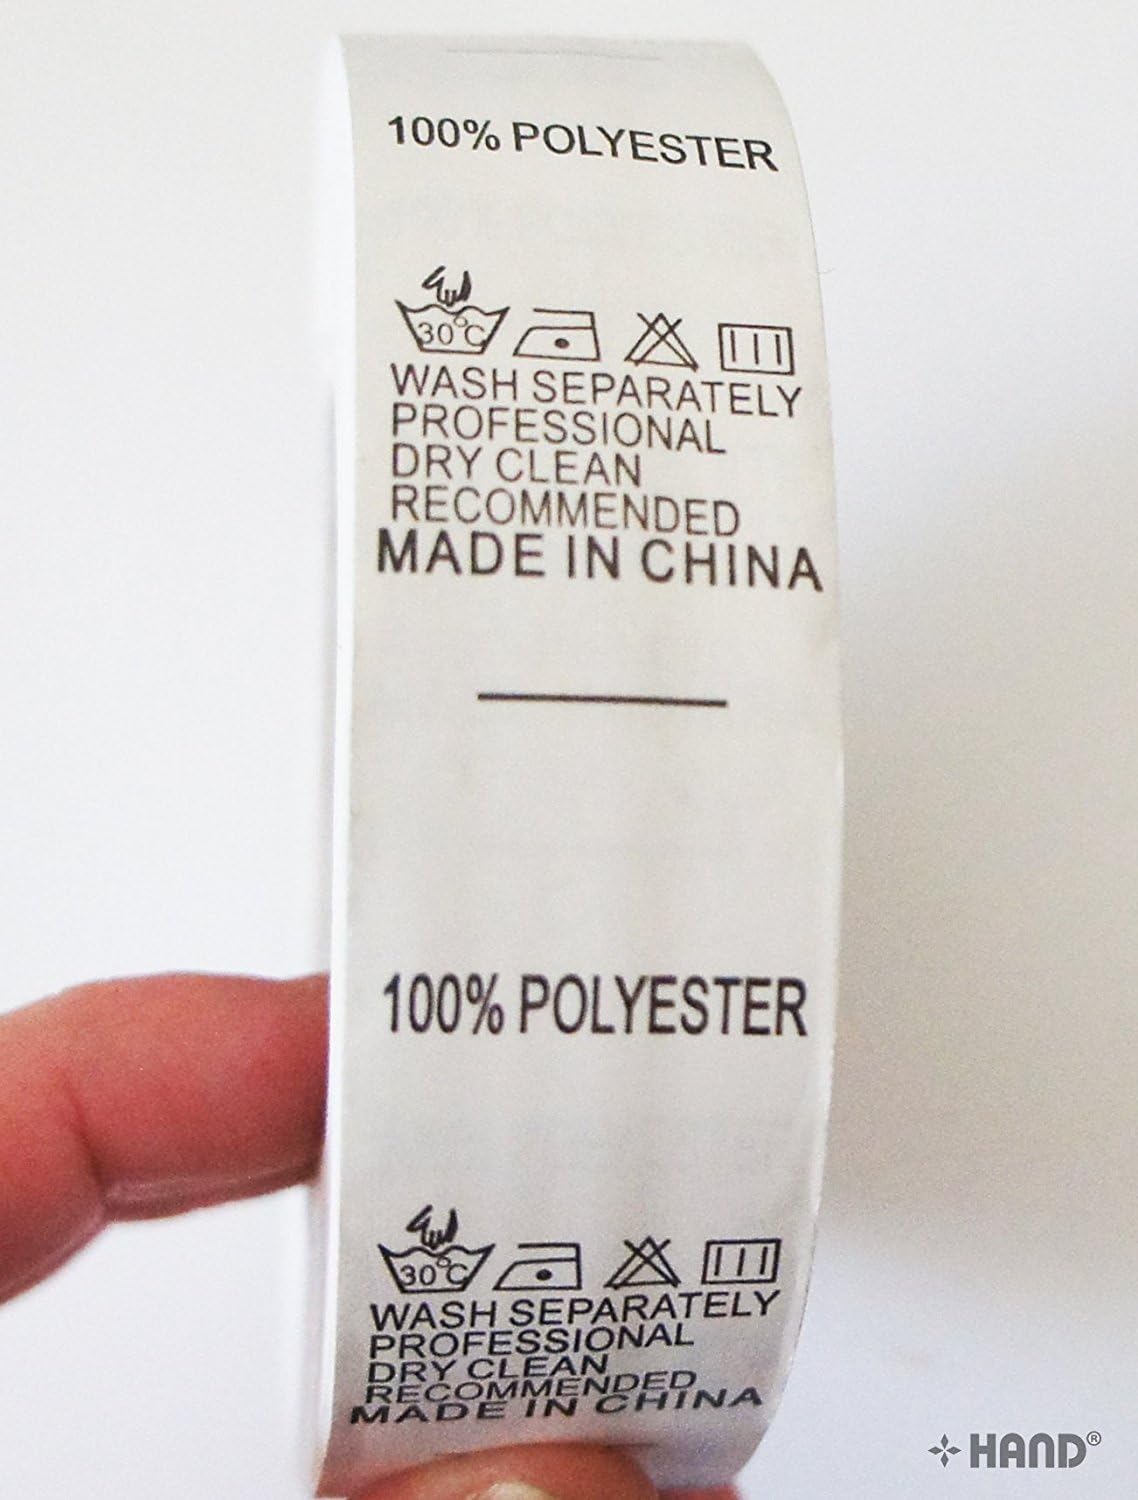 100% POLYESTER
30°C
WASH SEPARATELY
PROFESSIONAL
DRY CLEAN
RECOMMENDED
MADE IN CHINA
100% POLYESTER
30°C
WASH SEPARATELY
PROFESSIONAL
DRY CLEAN
RECOMMENDED
MADE IN CHINA
HAND®